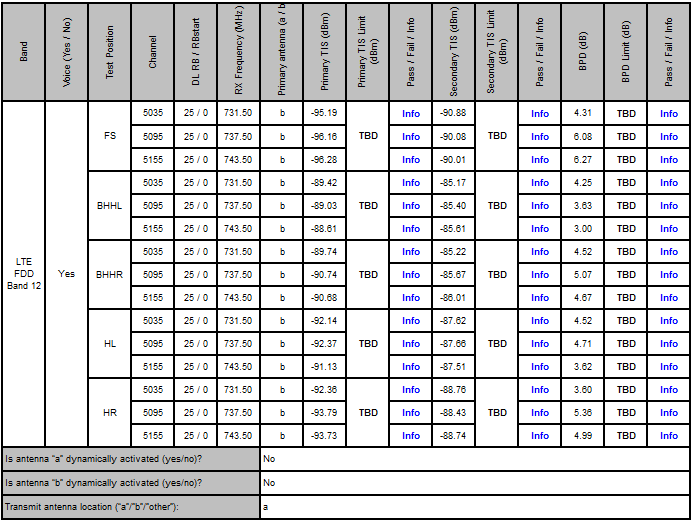 Band Voice (Yes / No) Test Position Channel DL RB / RBstart RX Frequency (MHz) Primary antenna (a / b Primary TIS (dBm) Primary TIS Limit (dBm) Pass / Fail / Info Secondary TIS (dBm) Secondary TIS Limit (dBm) Pass / Fail / Info BPD (dB) BPD Limit (dB) Pass / Fail / Info
LTE FDD Band 12 Yes FS 5035 25 / 0 731.50 b -95.19 TBD Info -90.88 TBD Info 4.31 TBD Info
5095 25 / 0 737.50 b -96.16 Info -90.08 Info 6.08 TBD Info
5155 25 / 0 743.50 b -96.28 Info -90.01 Info 6.27 TBD Info
BHHL 5035 25 / 0 731.50 b -89.42 TBD Info -85.17 TBD Info 4.25 TBD Info
5095 25 / 0 737.50 b -89.03 Info -85.40 Info 3.63 TBD Info
5155 25 / 0 743.50 b -88.61 Info -85.61 Info 3.00 TBD Info
BHHR 5035 25 / 0 731.50 b -89.74 TBD Info -85.22 TBD Info 4.52 TBD Info
5095 25 / 0 737.50 b -90.74 Info -85.67 Info 5.07 TBD Info
5155 25 / 0 743.50 b -90.68 Info -86.01 Info 4.67 TBD Info
HL 5035 25 / 0 731.50 b -92.14 TBD Info -87.62 TBD Info 4.52 TBD Info
5095 25 / 0 737.50 b -92.37 Info -87.66 Info 4.71 TBD Info
5155 25 / 0 743.50 b -91.13 Info -87.51 Info 3.62 TBD Info
HR 5035 25 / 0 731.50 b -92.36 TBD Info -88.76 TBD Info 3.60 TBD Info
5095 25 / 0 737.50 b -93.79 Info -88.43 Info 5.36 TBD Info
5155 25 / 0 743.50 b -93.73 Info -88.74 Info 4.99 TBD Info
Is antenna "a" dynamically activated (yes/no)? No
Is antenna "b" dynamically activated (yes/no)? No
Transmit antenna location ("a"/"b"/"other"): a